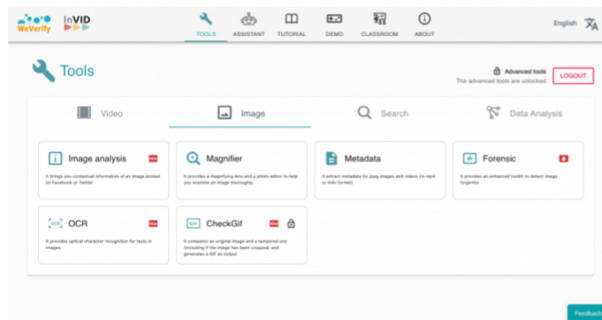 WeVerify
InVID
TOOLS
ASSISTANT
TUTORIAL
DEMO
CLASSROOM
ABOUT
English
Tools
Advanced tools
The advanced tools are unlocked
LOGOUT
Video
Image
Search
Data Analysis
Image analysis
It brings you contextual information of an image posted
on Facebook or Twitter
Magnifier
It provides a magnifying lens and a photo editor to help
you examine an image thoroughly
Metadata
It extract metadata for jpeg images and videos (in mp4
or m4v format)
Forensic
It provides an enhanced toolkit to detect image
forgeries
OCR
It provides optical character recognition for texts in
images
CheckGif
It compares an original image and a tampered one
(including if the image has been cropped) and
generates a GIF as output
Feedback